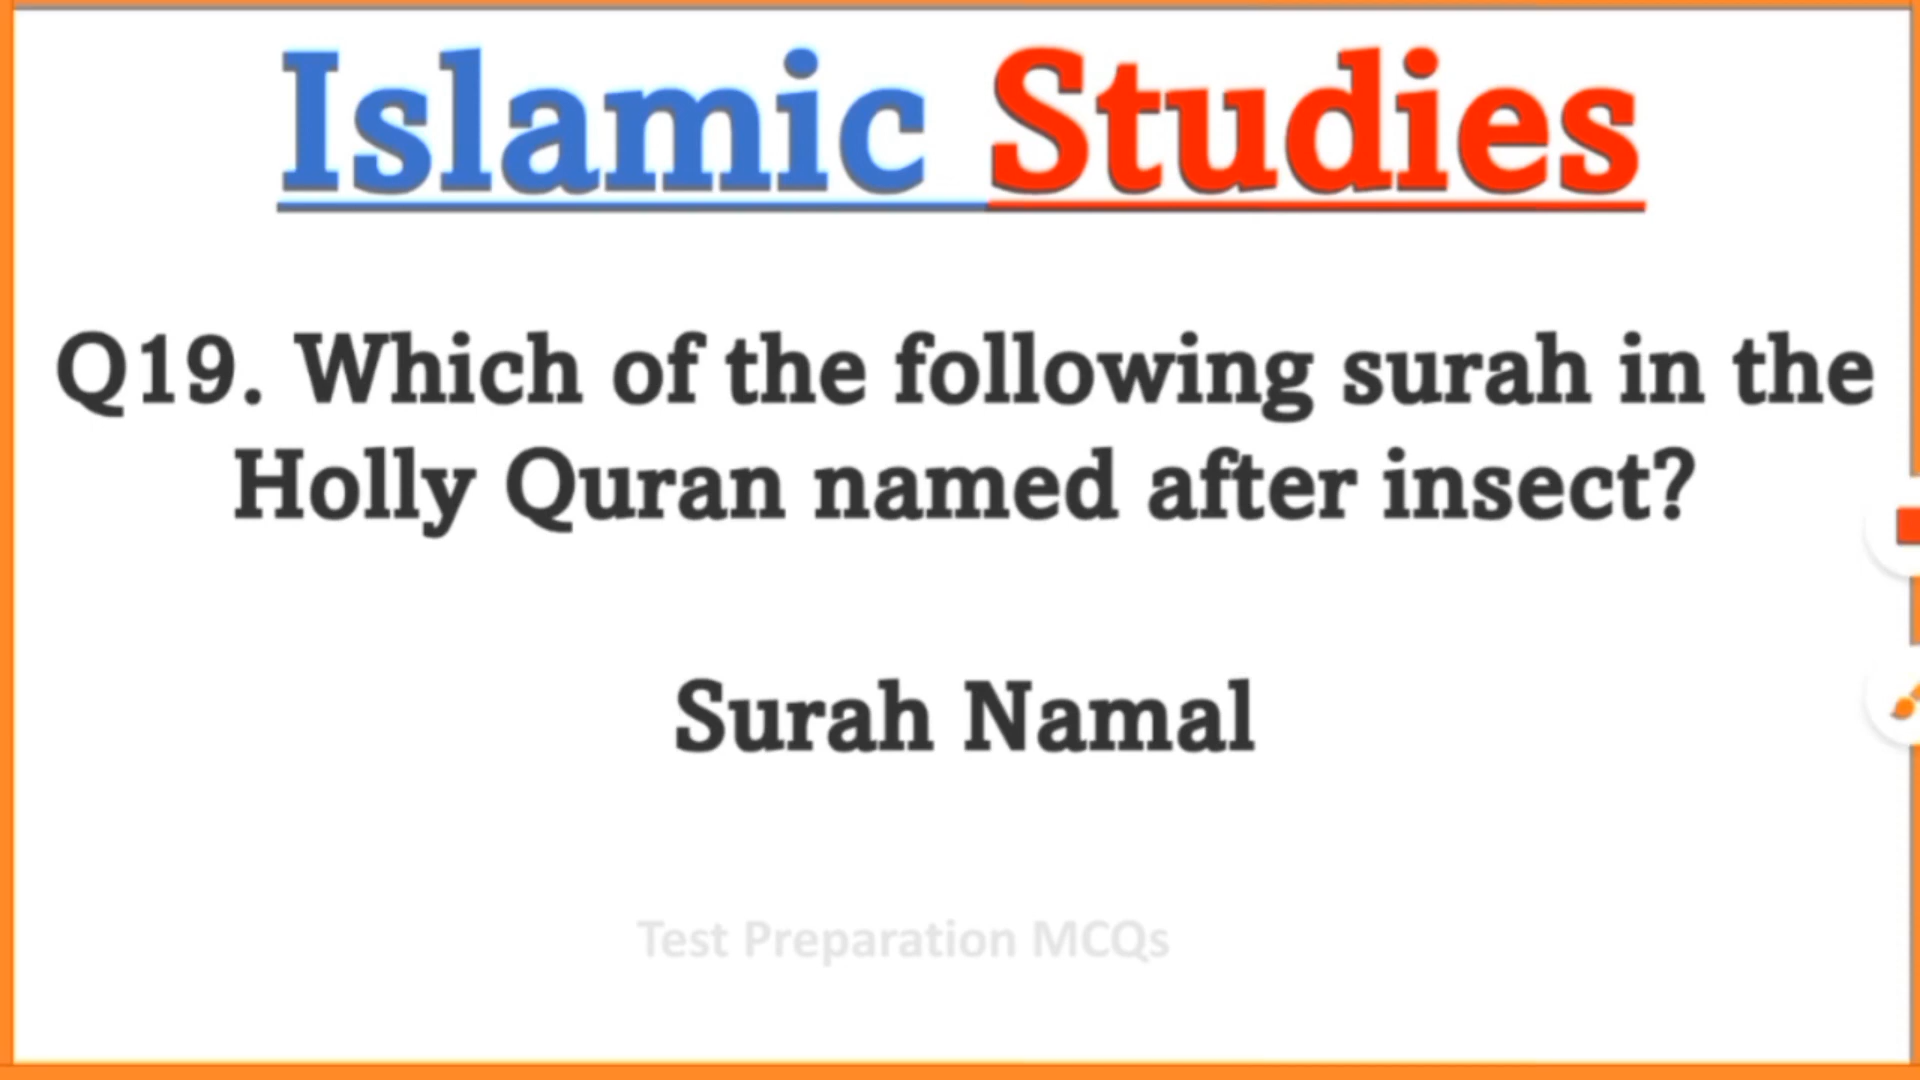 Islamic Studies
Q19. Which of the following surah in the
Holly Quran named after insect?
Surah Namal
Test Preparation MCQs